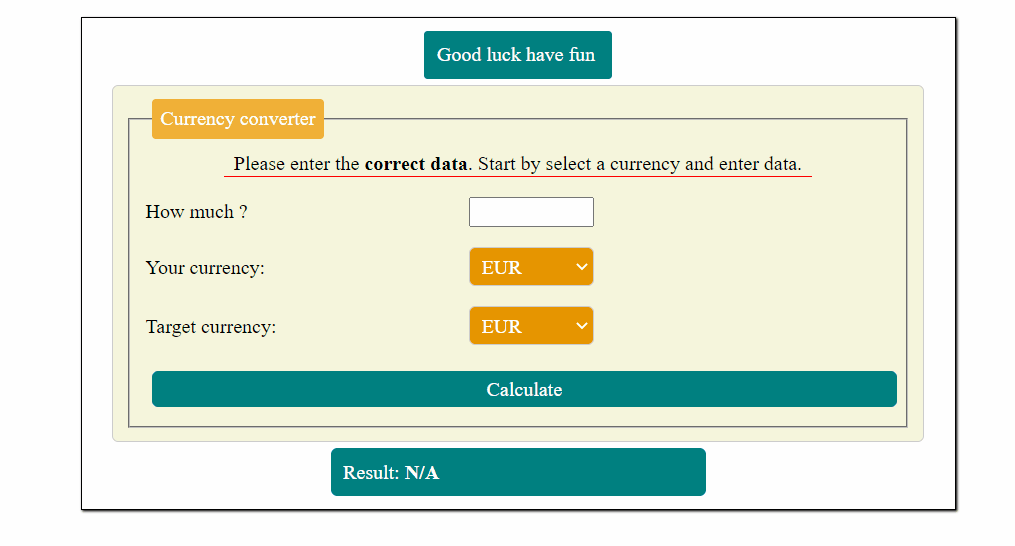 Good luck have fun
Currency converter
Please enter the correct data. Start by select a currency and enter data.
How much ?
Your currency: EUR
Target currency: EUR
Calculate
Result: N/A